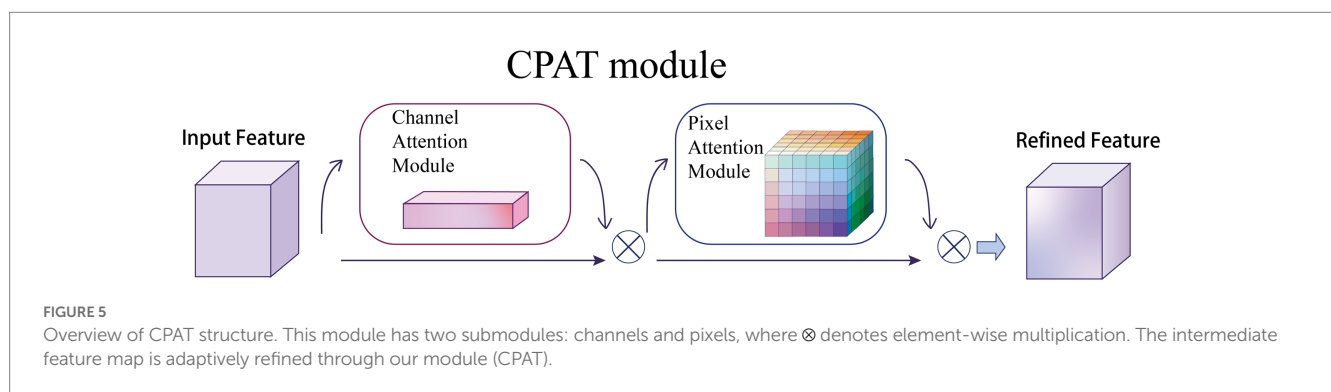 CPAT module
Input Feature
Channel
Attention
Module
Pixel
Attention
Module
Refined Feature
FIGURE 5
Overview of CPAT structure. This module has two submodules: channels and pixels, where ⊗ denotes element-wise multiplication. The intermediate
feature map is adaptively refined through our module (CPAT).